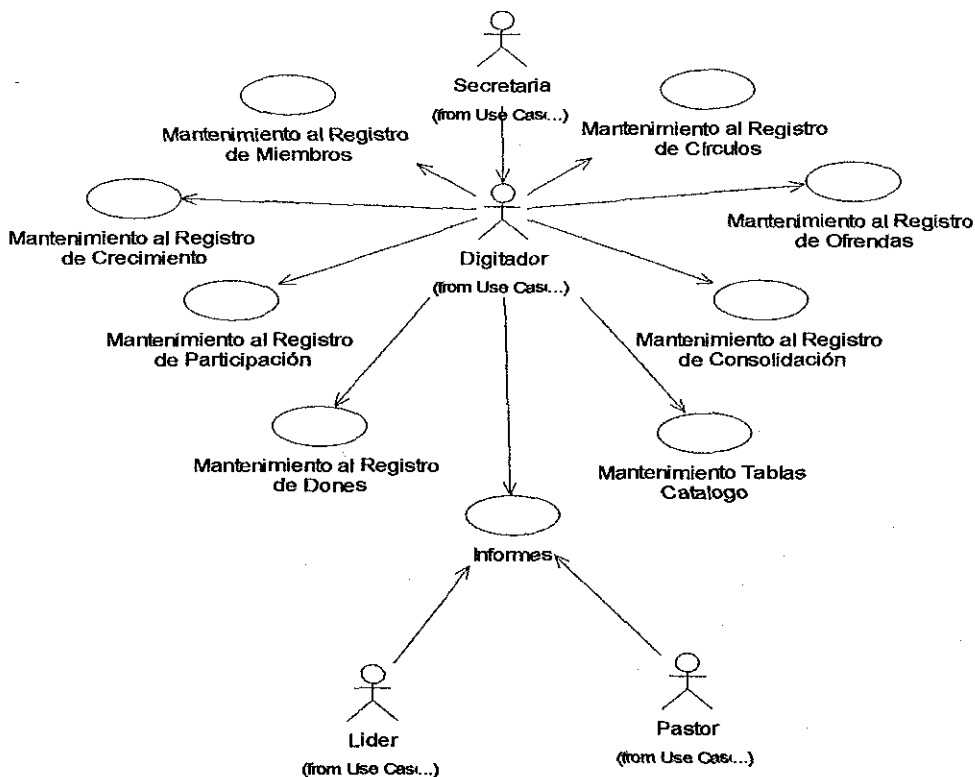 Secretaria
(from Use Cas...)
Mantenimiento al Registro
de Miembros
Mantenimiento al Registro
de Círculos
Mantenimiento al Registro
de Crecimiento
Mantenimiento al Registro
de Ofrendas
Digitador
(from Use Cas...)
Mantenimiento al Registro
de Participación
Mantenimiento al Registro
de Consolidación
Mantenimiento al Registro
de Dones
Mantenimiento Tablas
Catalogo
Informes
Lider
(from Use Cas...)
Pastor
(from Use Cas...)